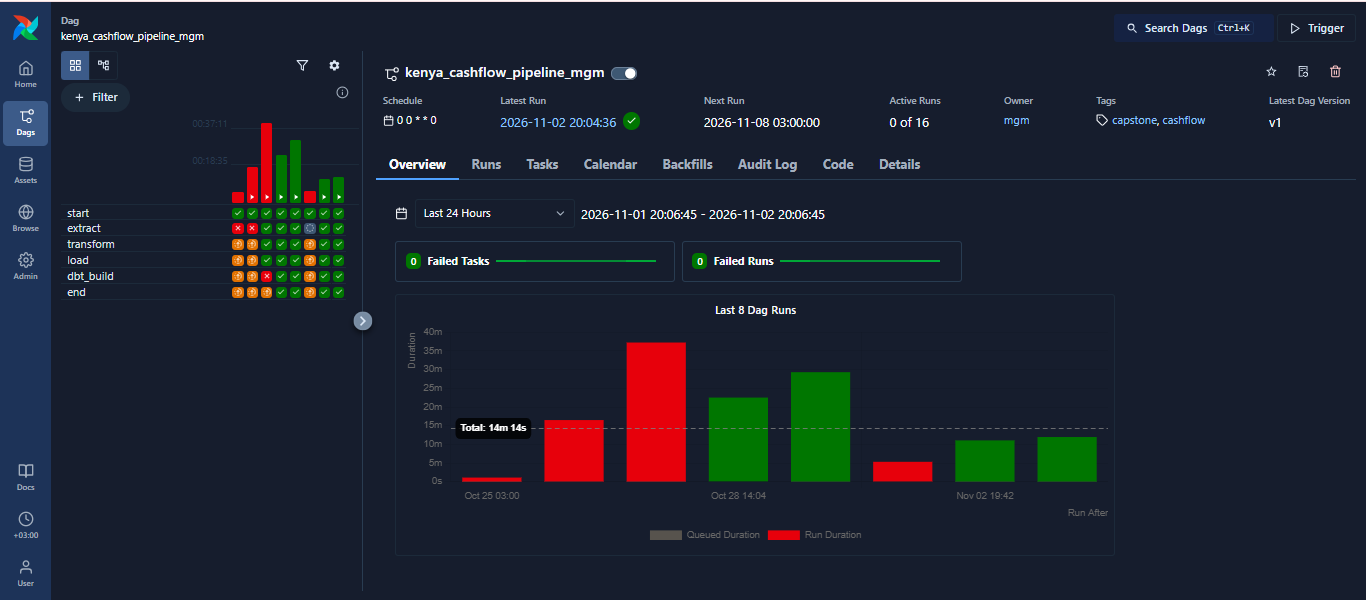 Dag
kenya_cashflow_pipeline_mgm
Search Dags Ctrl+K
Trigger
Home
Dags
Assets
Browse
Admin
Docs
+03:00
User
+ Filter
00:37:11
00:18:35
start
extract
transform
load
dbt_build
end
kenya_cashflow_pipeline_mgm
Schedule Latest Run Next Run Active Runs Owner Tags Latest Dag Version
0 0 * * 0 2026-11-02 20:04:36 2026-11-08 03:00:00 0 of 16 mgm capstone, cashflow v1
Overview Runs Tasks Calendar Backfills Audit Log Code Details
Last 24 Hours 2026-11-01 20:06:45 - 2026-11-02 20:06:45
0 Failed Tasks 0 Failed Runs
Last 8 Dag Runs
Duration
40m
35m
30m
25m
20m
15m
10m
5m
0s
Total: 14m 14s
Oct 25 03:00 Oct 28 14:04 Nov 02 19:42
Run After
Queued Duration Run Duration